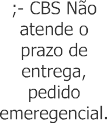 ;- CBS Não
atende o
prazo de
entrega,
pedido
emeregencial.